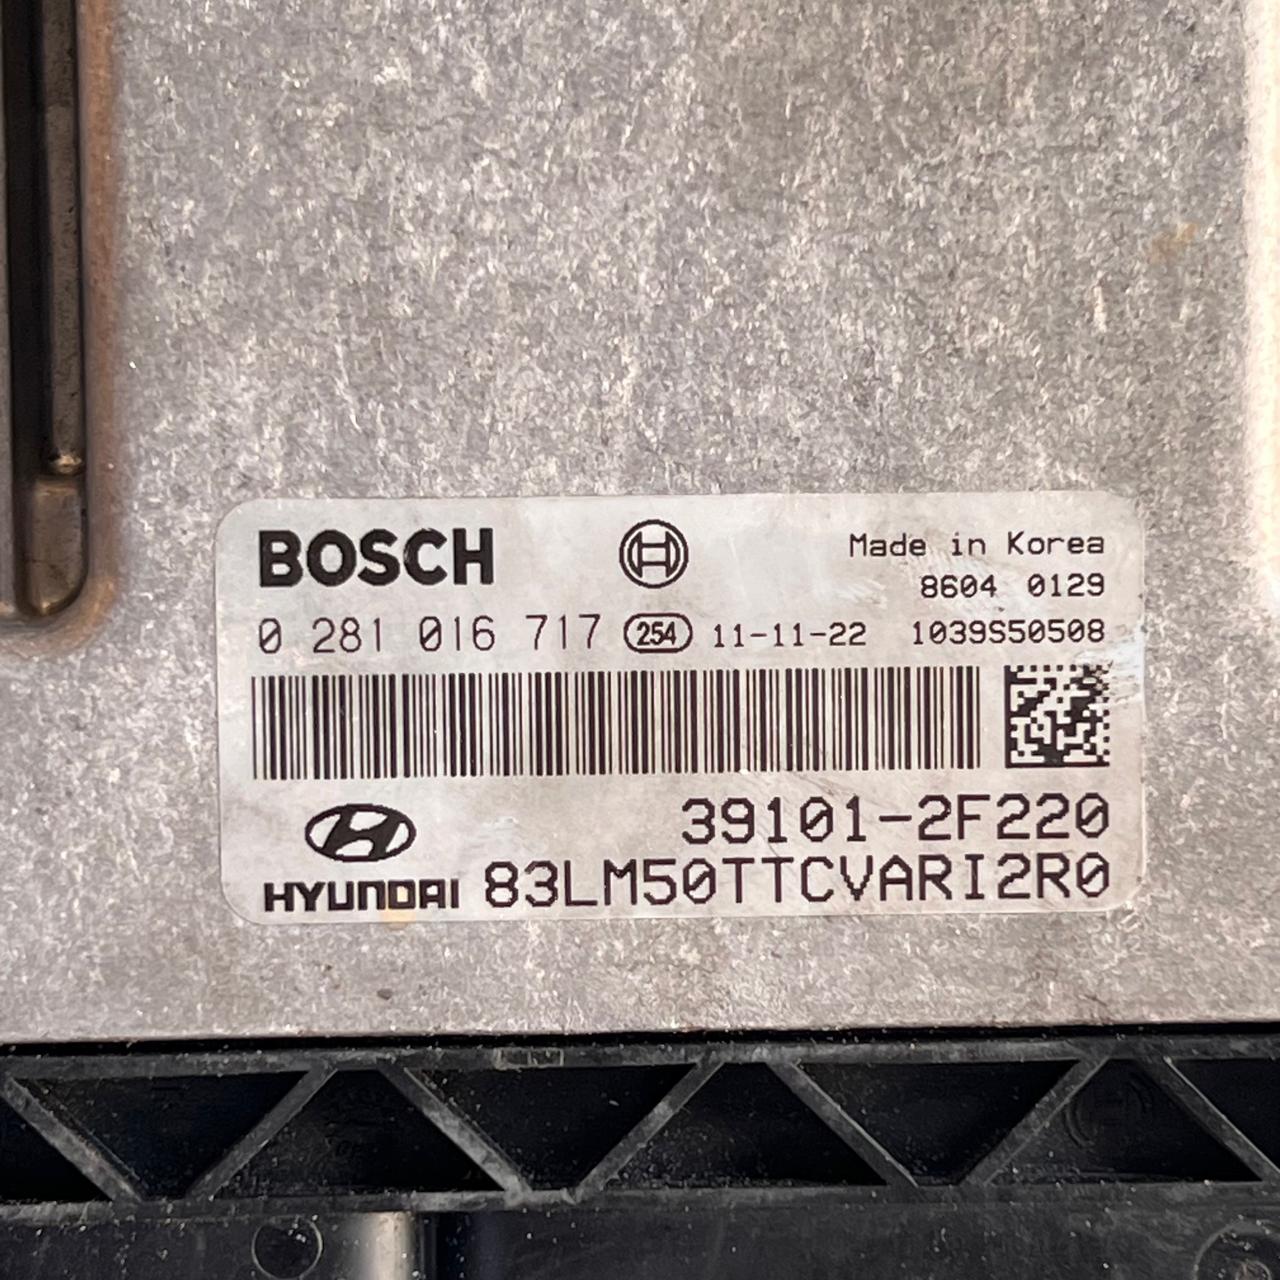 BOSCH
Made in Korea
8604 0129
0 281 016 717 254 11-11-22 1039S50508
39101-2F220
HYUNDAI 83LM50TTCVARI2R0